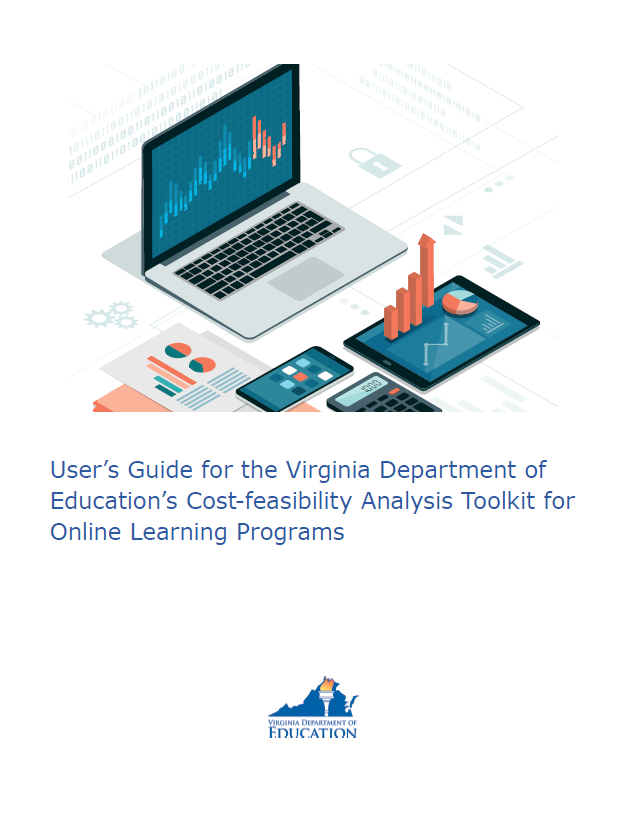 1000
User’s Guide for the Virginia Department of
Education’s Cost-feasibility Analysis Toolkit for
Online Learning Programs
VIRGINIA DEPARTMENT OF
EDUCATION